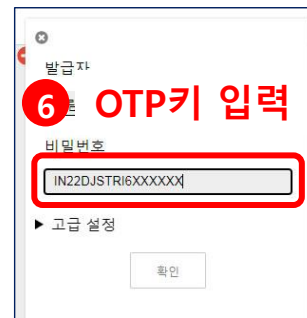 발급자
6 OTP키 입력
비밀번호
IN22DJSTRI6XXXXXX
▶ 고급 설정
확인